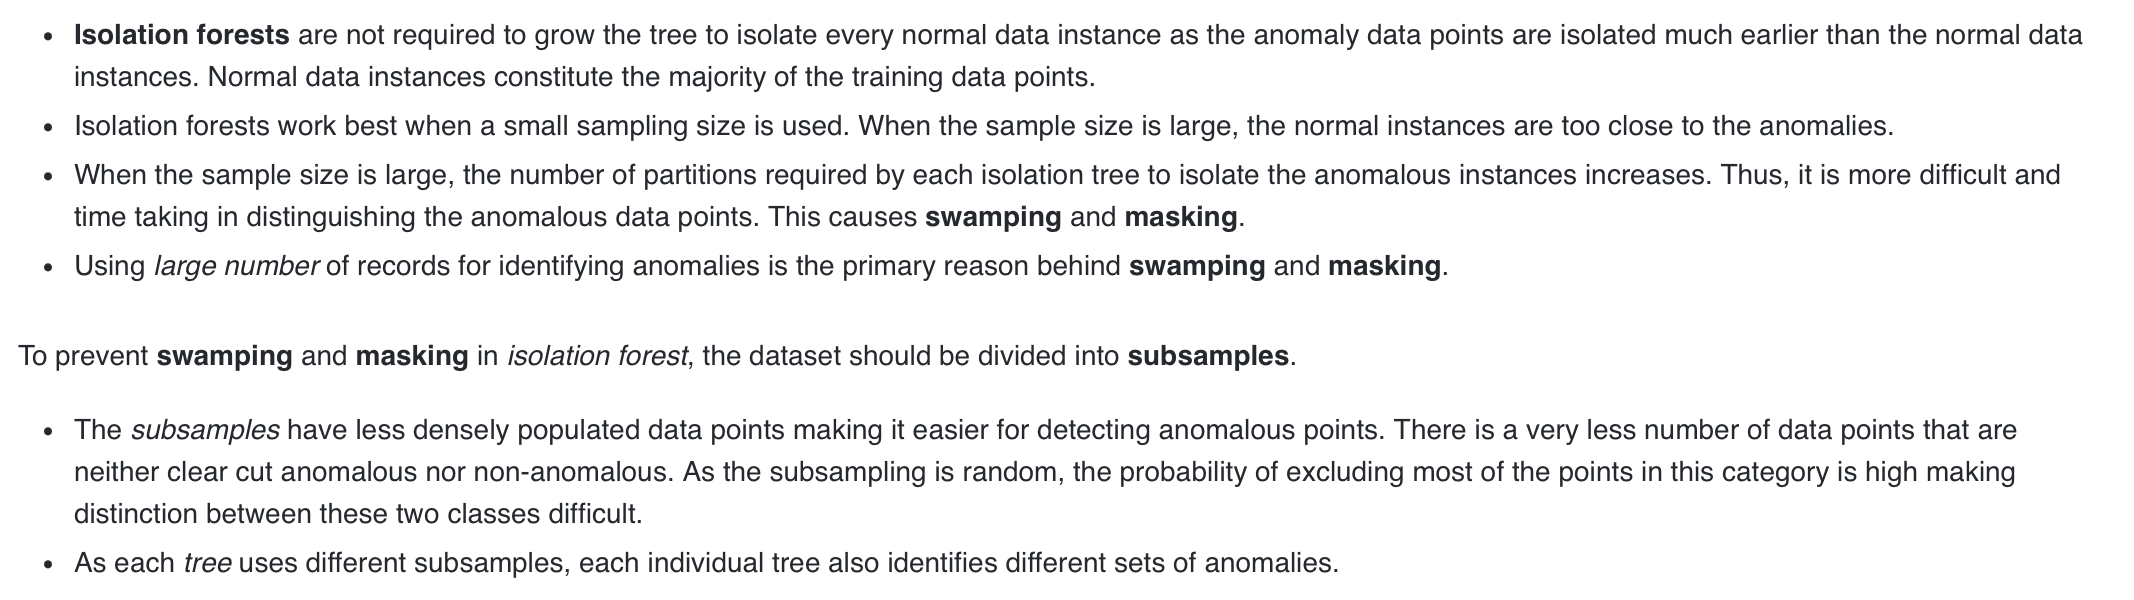 Isolation forests are not required to grow the tree to isolate every normal data instance as the anomaly data points are isolated much earlier than the normal data
instances. Normal data instances constitute the majority of the training data points.
Isolation forests work best when a small sampling size is used. When the sample size is large, the normal instances are too close to the anomalies.
When the sample size is large, the number of partitions required by each isolation tree to isolate the anomalous instances increases. Thus, it is more difficult and
time taking in distinguishing the anomalous data points. This causes swamping and masking.
Using large number of records for identifying anomalies is the primary reason behind swamping and masking.
To prevent swamping and masking in isolation forest, the dataset should be divided into subsamples.
The subsamples have less densely populated data points making it easier for detecting anomalous points. There is a very less number of data points that are
neither clear cut anomalous nor non-anomalous. As the subsampling is random, the probability of excluding most of the points in this category is high making
distinction between these two classes difficult.
As each tree uses different subsamples, each individual tree also identifies different sets of anomalies.